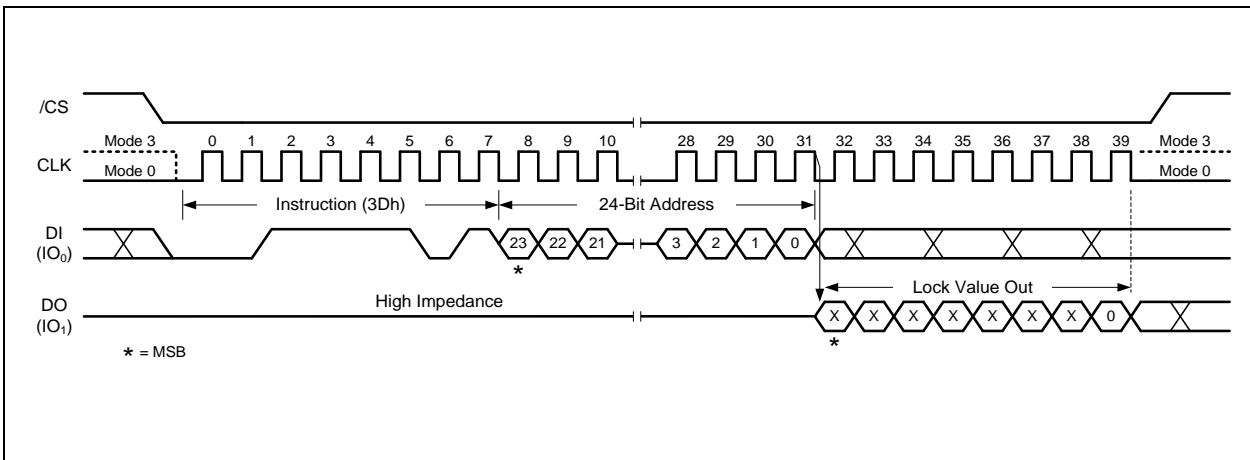 /CS
Mode 3 0 1 2 3 4 5 6 7 8 9 10 28 29 30 31 32 33 34 35 36 37 38 39 Mode 3
CLK Mode 0 Mode 0
Instruction (3Dh) 24-Bit Address
DI
(IO₀)
23 22 21 3 2 1 0
*
High Impedance Lock Value Out
DO
(IO₁)
X X X X X X X 0
*
* = MSB